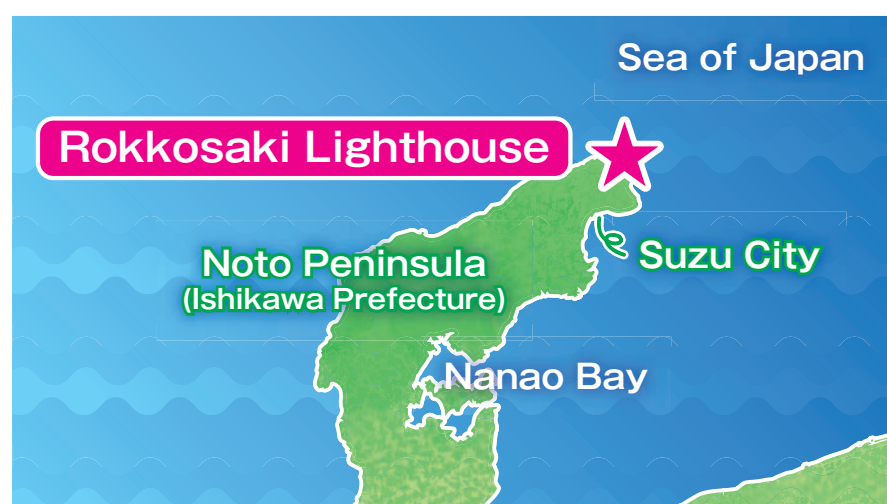 Sea of Japan
Rokkosaki Lighthouse
Suzu City
Noto Peninsula
(Ishikawa Prefecture)
Nanao Bay